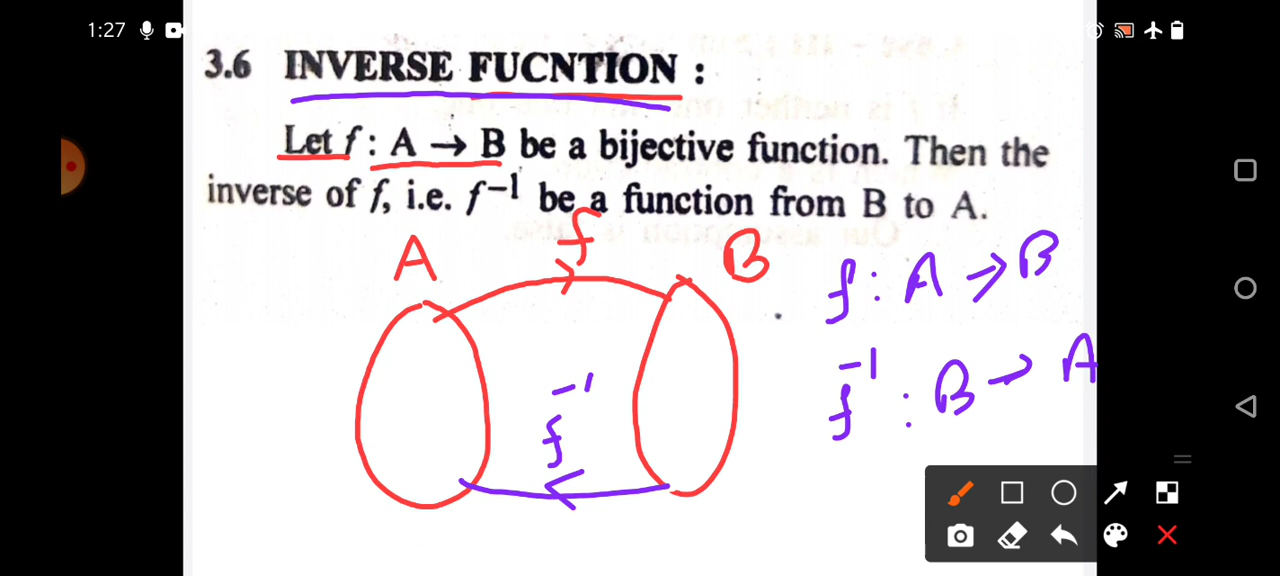 1:27
3.6 INVERSE FUCNTION :
Let f : A → B be a bijective function. Then the
inverse of f, i.e. f⁻¹ be a function from B to A.
A f B
f : A → B
f⁻¹
f⁻¹ : B → A